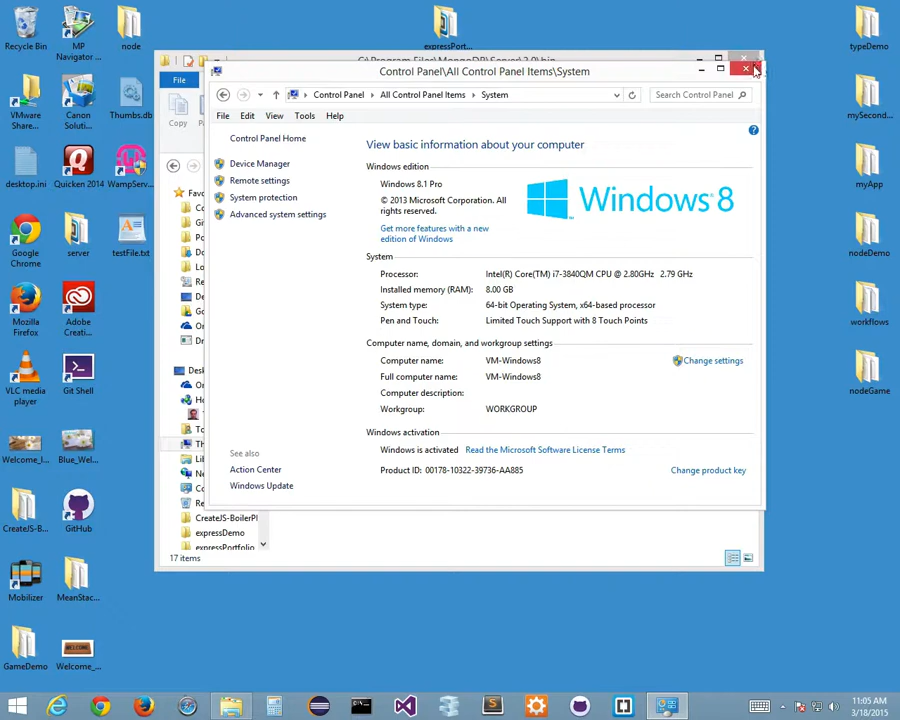 Recycle Bin
MP
Navigator ...
node
expressPort...
typeDemo
VMware
Share...
Canon
Soluti...
Thumbs.db
mySecond...
desktop.ini
Quicken 2014
WampServ...
myApp
Google
Chrome
server
testFile.txt
nodeDemo
Mozilla
Firefox
Adobe
Creati...
workflows
VLC media
player
Git Shell
nodeGame
Welcome_I...
Blue_Wel...
CreateJS-B...
GitHub
Mobilizer
MeanStac...
GameDemo
Welcome_...
File
Copy
Favo
De
CreateJS-BoilerPl
expressDemo
expressPortfolio
17 items
Control Panel\All Control Panel Items\System
Control Panel
All Control Panel Items
System
Search Control Panel
File
Edit
View
Tools
Help
Control Panel Home
Device Manager
Remote settings
System protection
Advanced system settings
See also
Action Center
Windows Update
View basic information about your computer
Windows edition
Windows 8.1 Pro
© 2013 Microsoft Corporation. All
rights reserved.
Get more features with a new
edition of Windows
Windows 8
System
Processor: Intel(R) Core(TM) i7-3840QM CPU @ 2.80GHz 2.79 GHz
Installed memory (RAM): 8.00 GB
System type: 64-bit Operating System, x64-based processor
Pen and Touch: Limited Touch Support with 8 Touch Points
Computer name, domain, and workgroup settings
Computer name: VM-Windows8
Change settings
Full computer name: VM-Windows8
Computer description:
Workgroup: WORKGROUP
Windows activation
Windows is activated Read the Microsoft Software License Terms
Product ID: 00178-10322-39736-AA885
Change product key
11:05 AM
3/18/2015